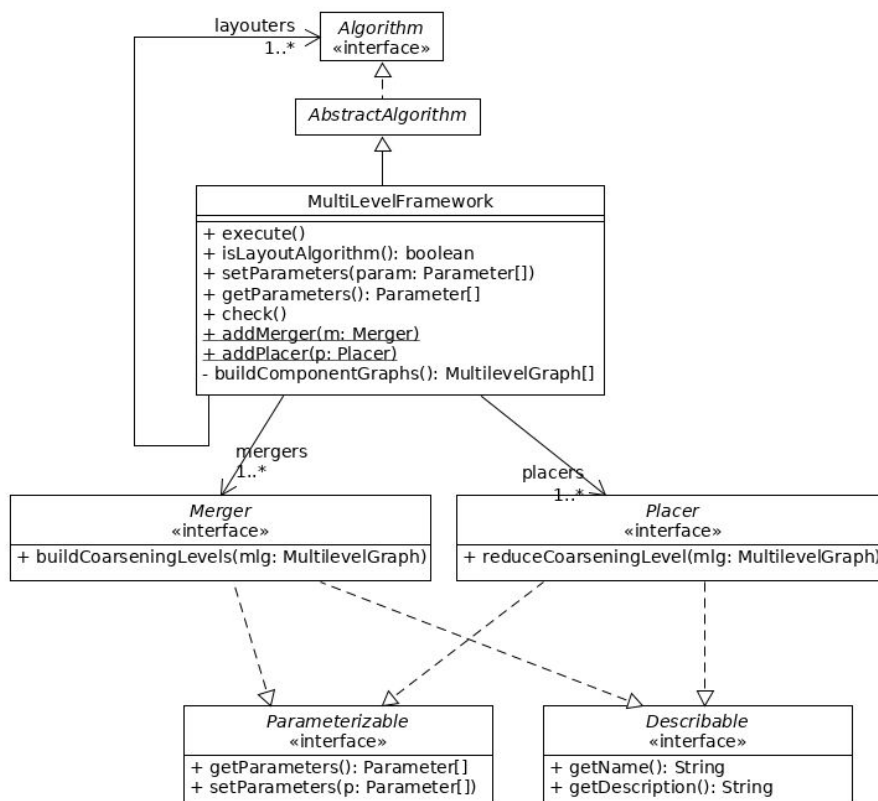 layouters
1..*
Algorithm
«interface»
AbstractAlgorithm
MultiLevelFramework
+ execute()
+ isLayoutAlgorithm(): boolean
+ setParameters(param: Parameter[])
+ getParameters(): Parameter[]
+ check()
+ addMerger(m: Merger)
+ addPlacer(p: Placer)
- buildComponentGraphs(): MultilevelGraph[]
mergers
1..*
placers
1..*
Merger
«interface»
+ buildCoarseningLevels(mlg: MultilevelGraph)
Placer
«interface»
+ reduceCoarseningLevel(mlg: MultilevelGraph)
Parameterizable
«interface»
+ getParameters(): Parameter[]
+ setParameters(p: Parameter[])
Describable
«interface»
+ getName(): String
+ getDescription(): String